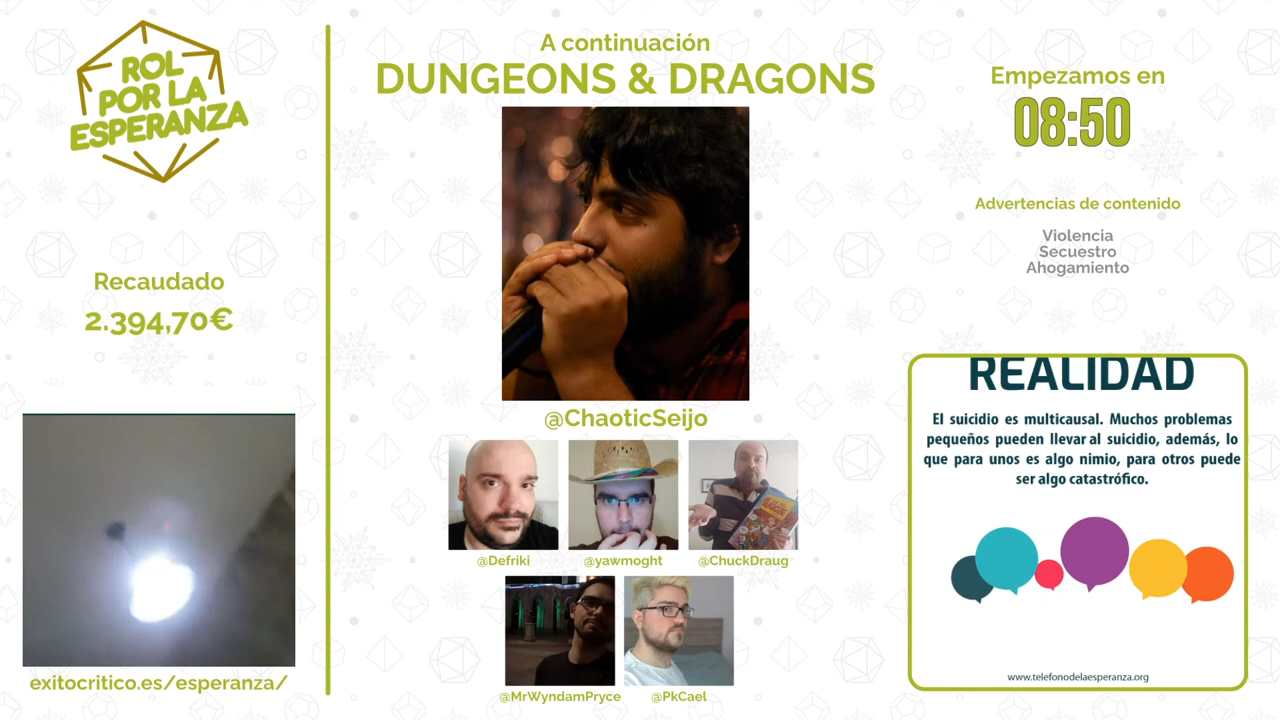 ROL
POR LA
ESPERANZA
Recaudado
2.394,70€
exitocritico.es/esperanza/
A continuación
DUNGEONS & DRAGONS
@ChaoticSeijo
@Defriki
@yawmoght
@ChuckDraug
@MrWyndamPryce
@PkCael
Empezamos en
08:50
Advertencias de contenido
Violencia
Secuestro
Ahogamiento
REALIDAD
El suicidio es multicausal. Muchos problemas
pequeños pueden llevar al suicidio, además, lo
que para unos es algo nimio, para otros puede
ser algo catastrófico.
www.telefonodelaesperanza.org